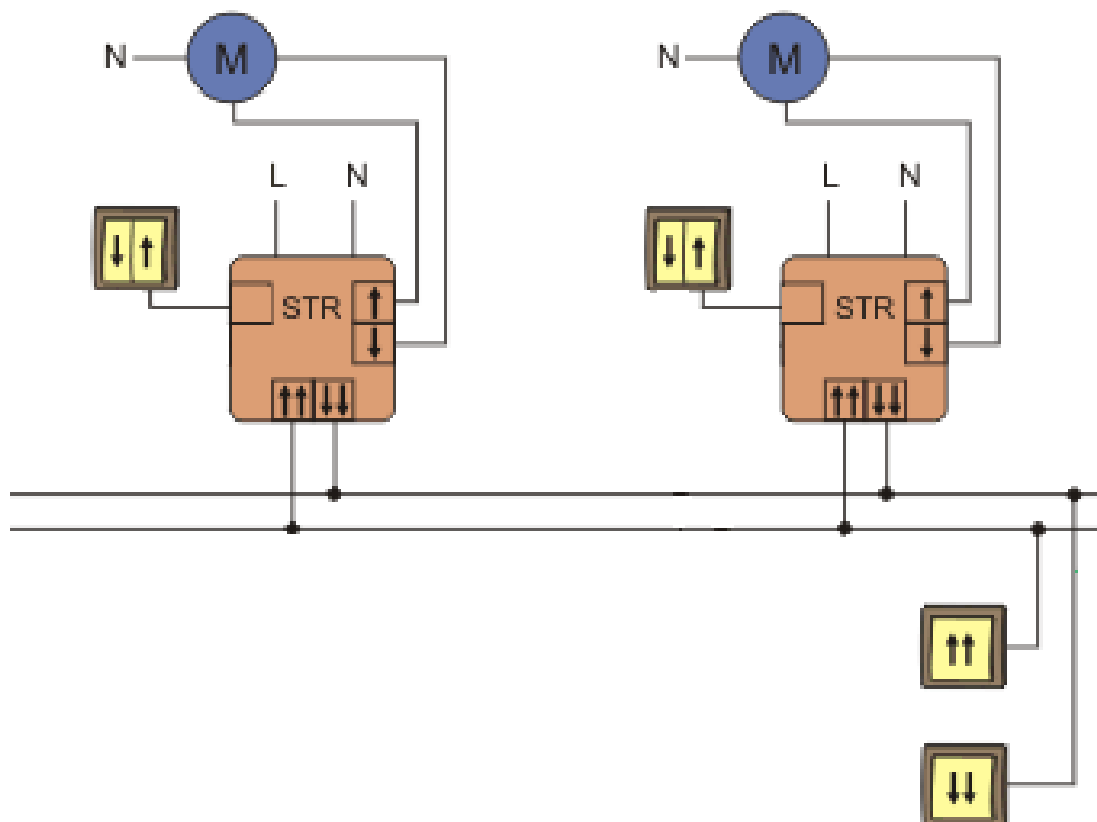 N M N M
L N L N
↓ ↑ ↓ ↑
STR ↑ STR ↑
↓ ↓
↑↑ ↓↓ ↑↑ ↓↓
↑↑
↓↓